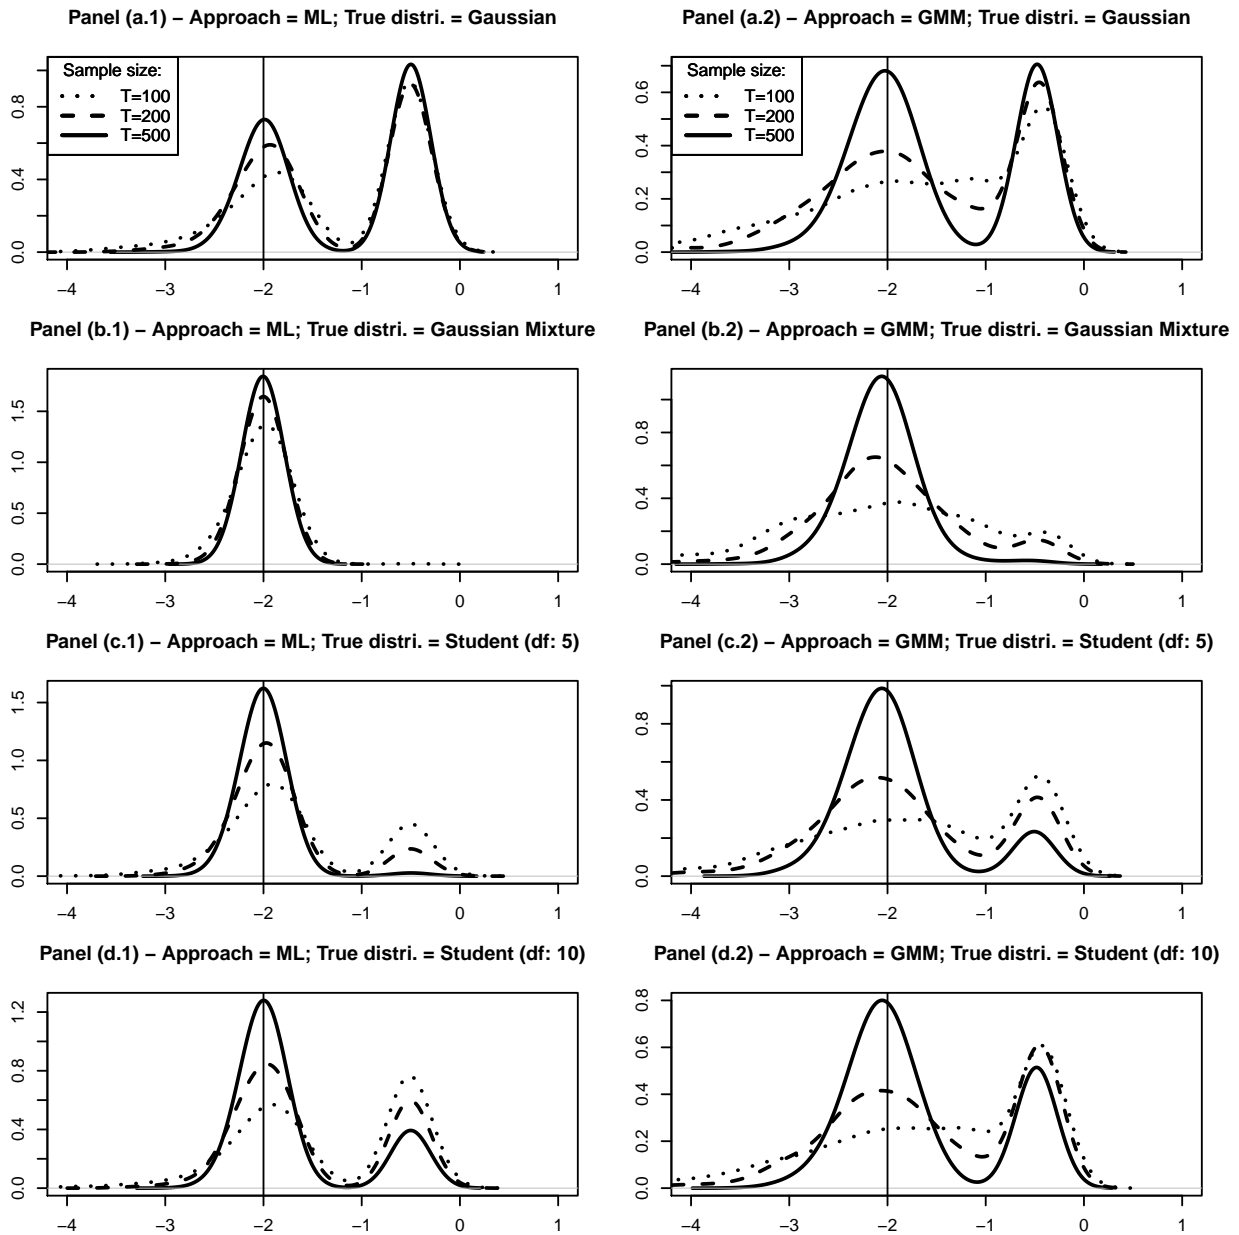 Panel (a.1) − Approach = ML; True distri. = Gaussian
Sample size:
T=100
T=200
T=500
0.0 0.4 0.8
−4 −3 −2 −1 0 1
Panel (a.2) − Approach = GMM; True distri. = Gaussian
Sample size:
T=100
T=200
T=500
0.0 0.2 0.4 0.6
−4 −3 −2 −1 0 1
Panel (b.1) − Approach = ML; True distri. = Gaussian Mixture
0.0 0.5 1.0 1.5
−4 −3 −2 −1 0 1
Panel (b.2) − Approach = GMM; True distri. = Gaussian Mixture
0.0 0.4 0.8
−4 −3 −2 −1 0 1
Panel (c.1) − Approach = ML; True distri. = Student (df: 5)
0.0 0.5 1.0 1.5
−4 −3 −2 −1 0 1
Panel (c.2) − Approach = GMM; True distri. = Student (df: 5)
0.0 0.4 0.8
−4 −3 −2 −1 0 1
Panel (d.1) − Approach = ML; True distri. = Student (df: 10)
0.0 0.4 0.8 1.2
−4 −3 −2 −1 0 1
Panel (d.2) − Approach = GMM; True distri. = Student (df: 10)
0.0 0.2 0.4 0.6 0.8
−4 −3 −2 −1 0 1